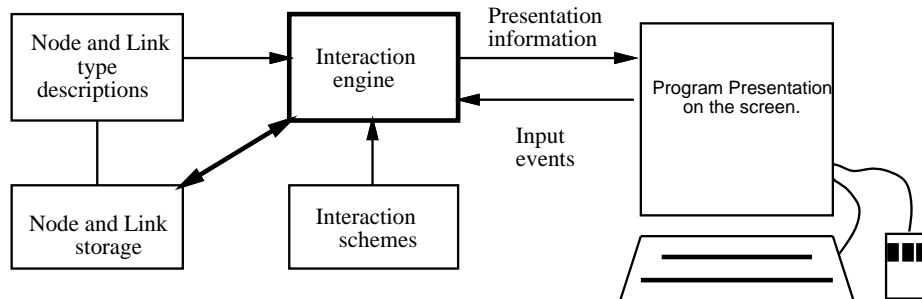 Node and Link
type
descriptions
Interaction
engine
Presentation
information
Program Presentation
on the screen.
Input
events
Node and Link
storage
Interaction
schemes